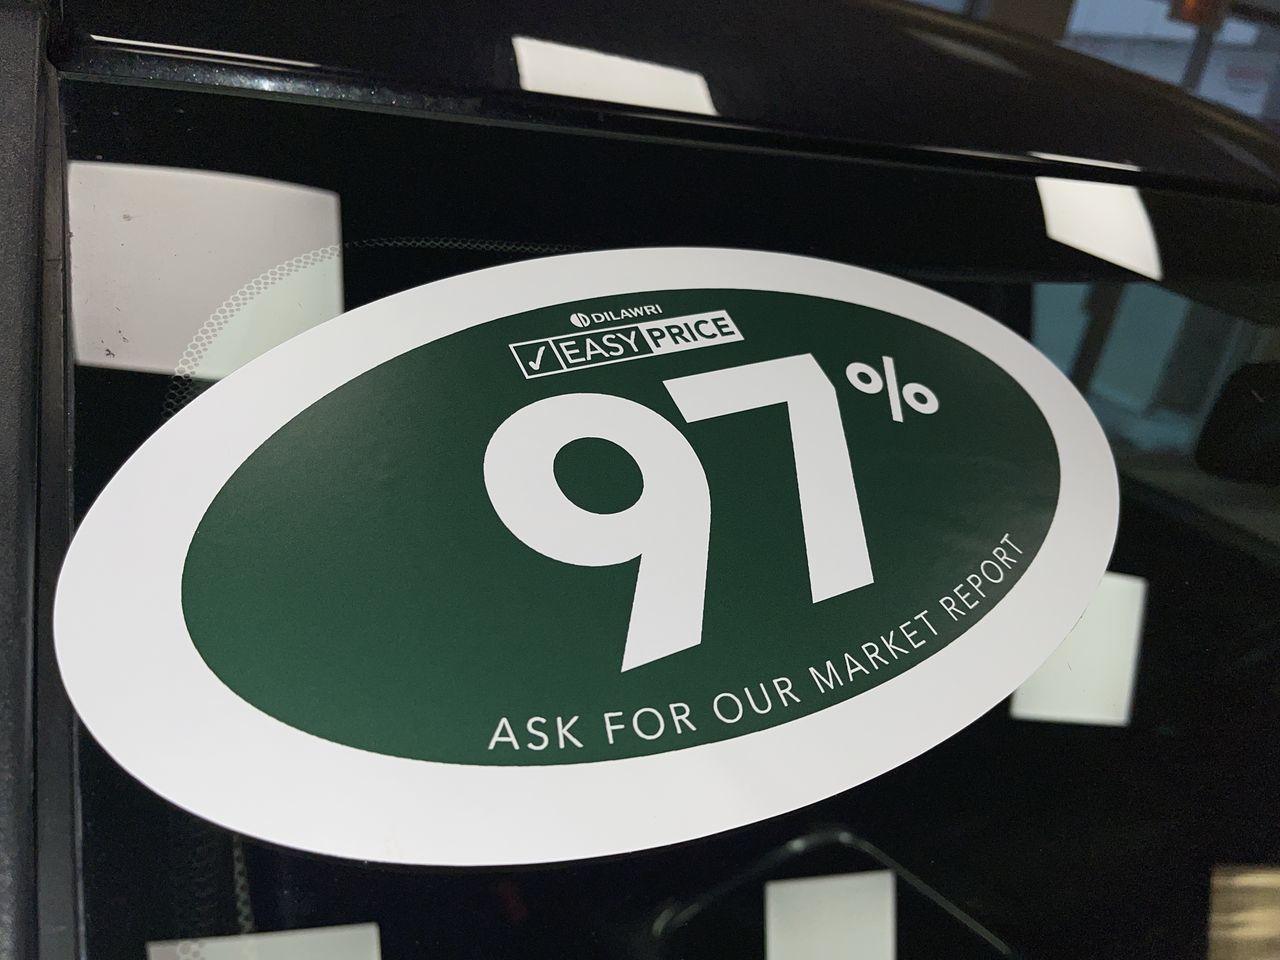 DILAWRI
✓ EASY PRICE
97%
ASK FOR OUR MARKET REPORT